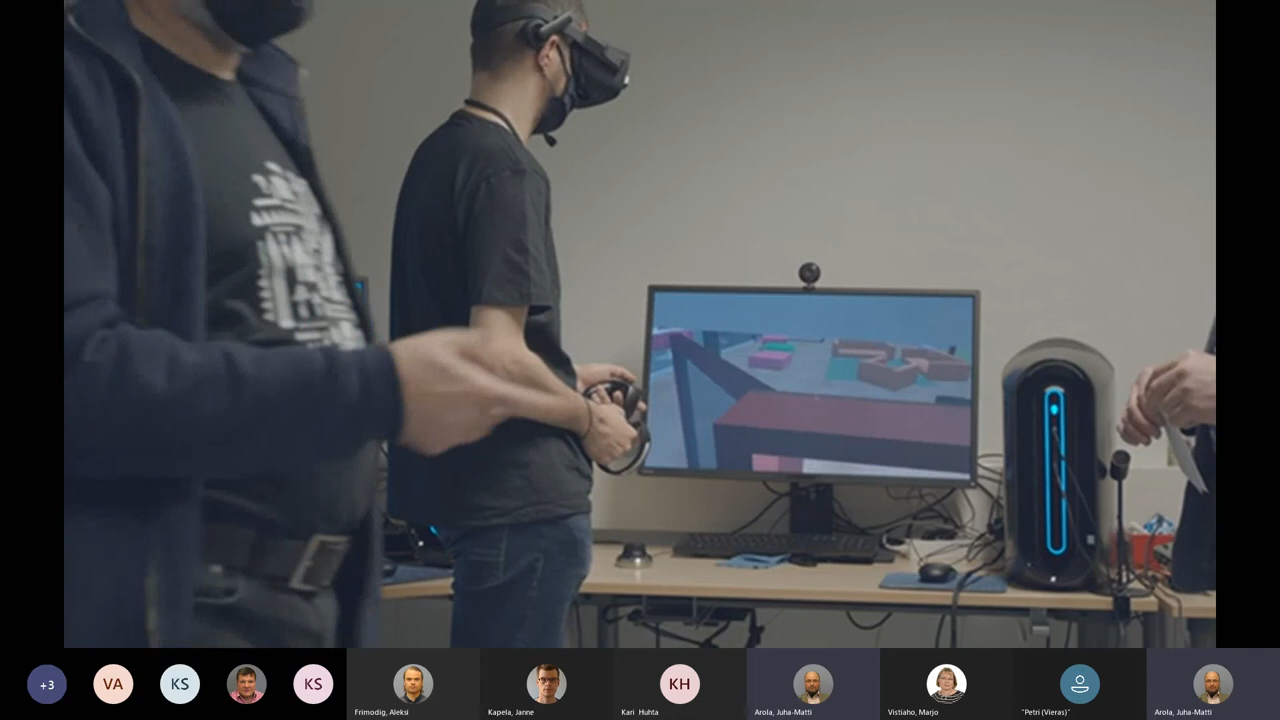 +3
VA
KS
KS
KH
Frimodig, Aleksi
Kapela, Janne
Kari Huhta
Arola, Juha-Matti
Vistiaho, Marjo
"Petri (Vieras)"
Arola, Juha-Matti